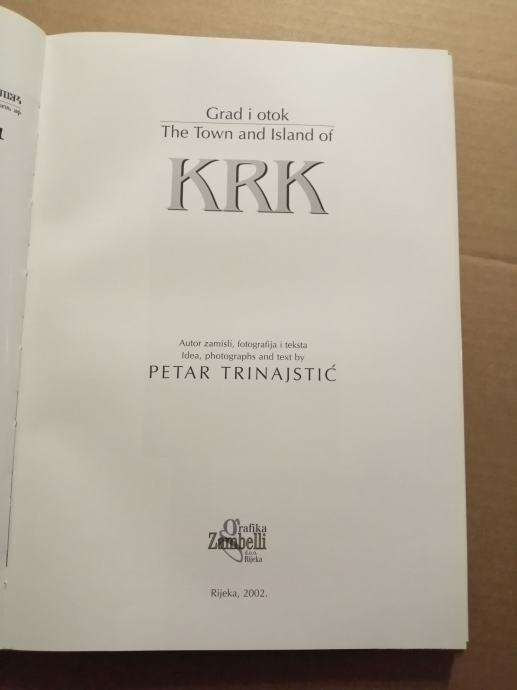 Grad i otok
The Town and Island of
KRK
Autor zamisli, fotografija i teksta
Idea, photographs and text by
PETAR TRINAJSTIĆ
grafika
Zambelli
d.o.o.
Rijeka
Rijeka, 2002.